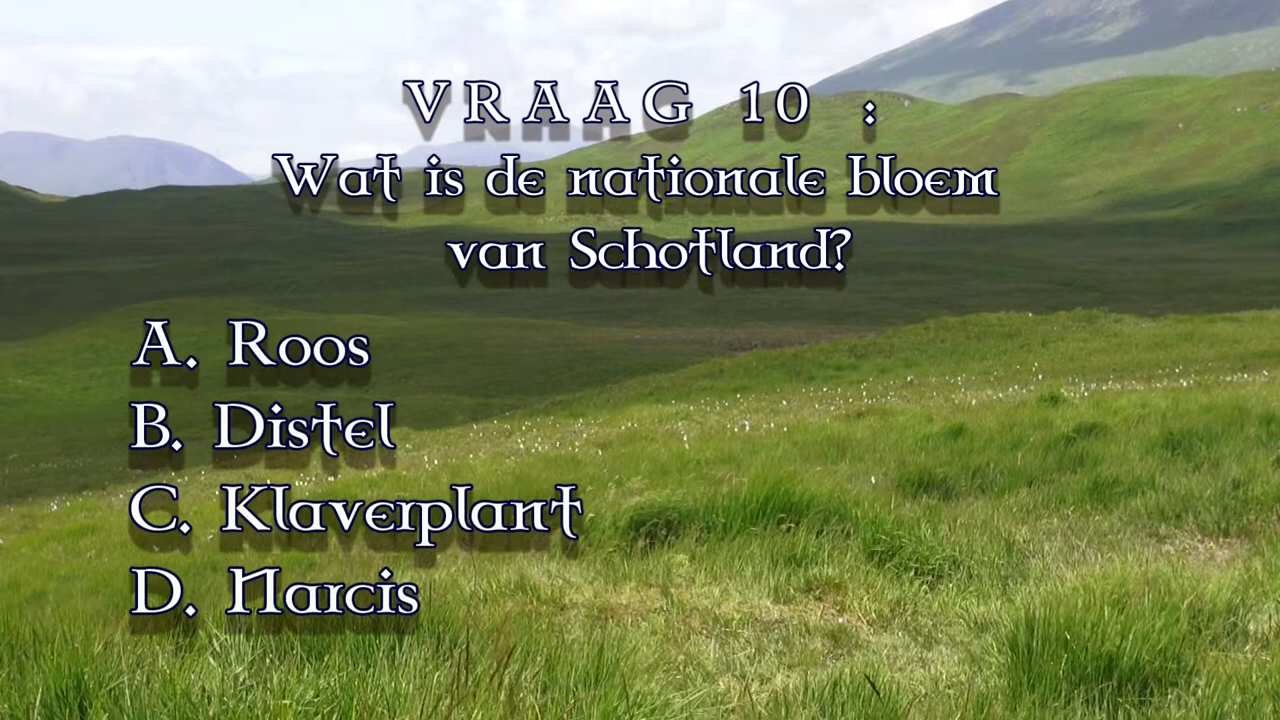 VRAAG 10 :
Wat is de nationale bloem
van Schotland?
A. Roos
B. Distel
C. Klaverplant
D. Narcis